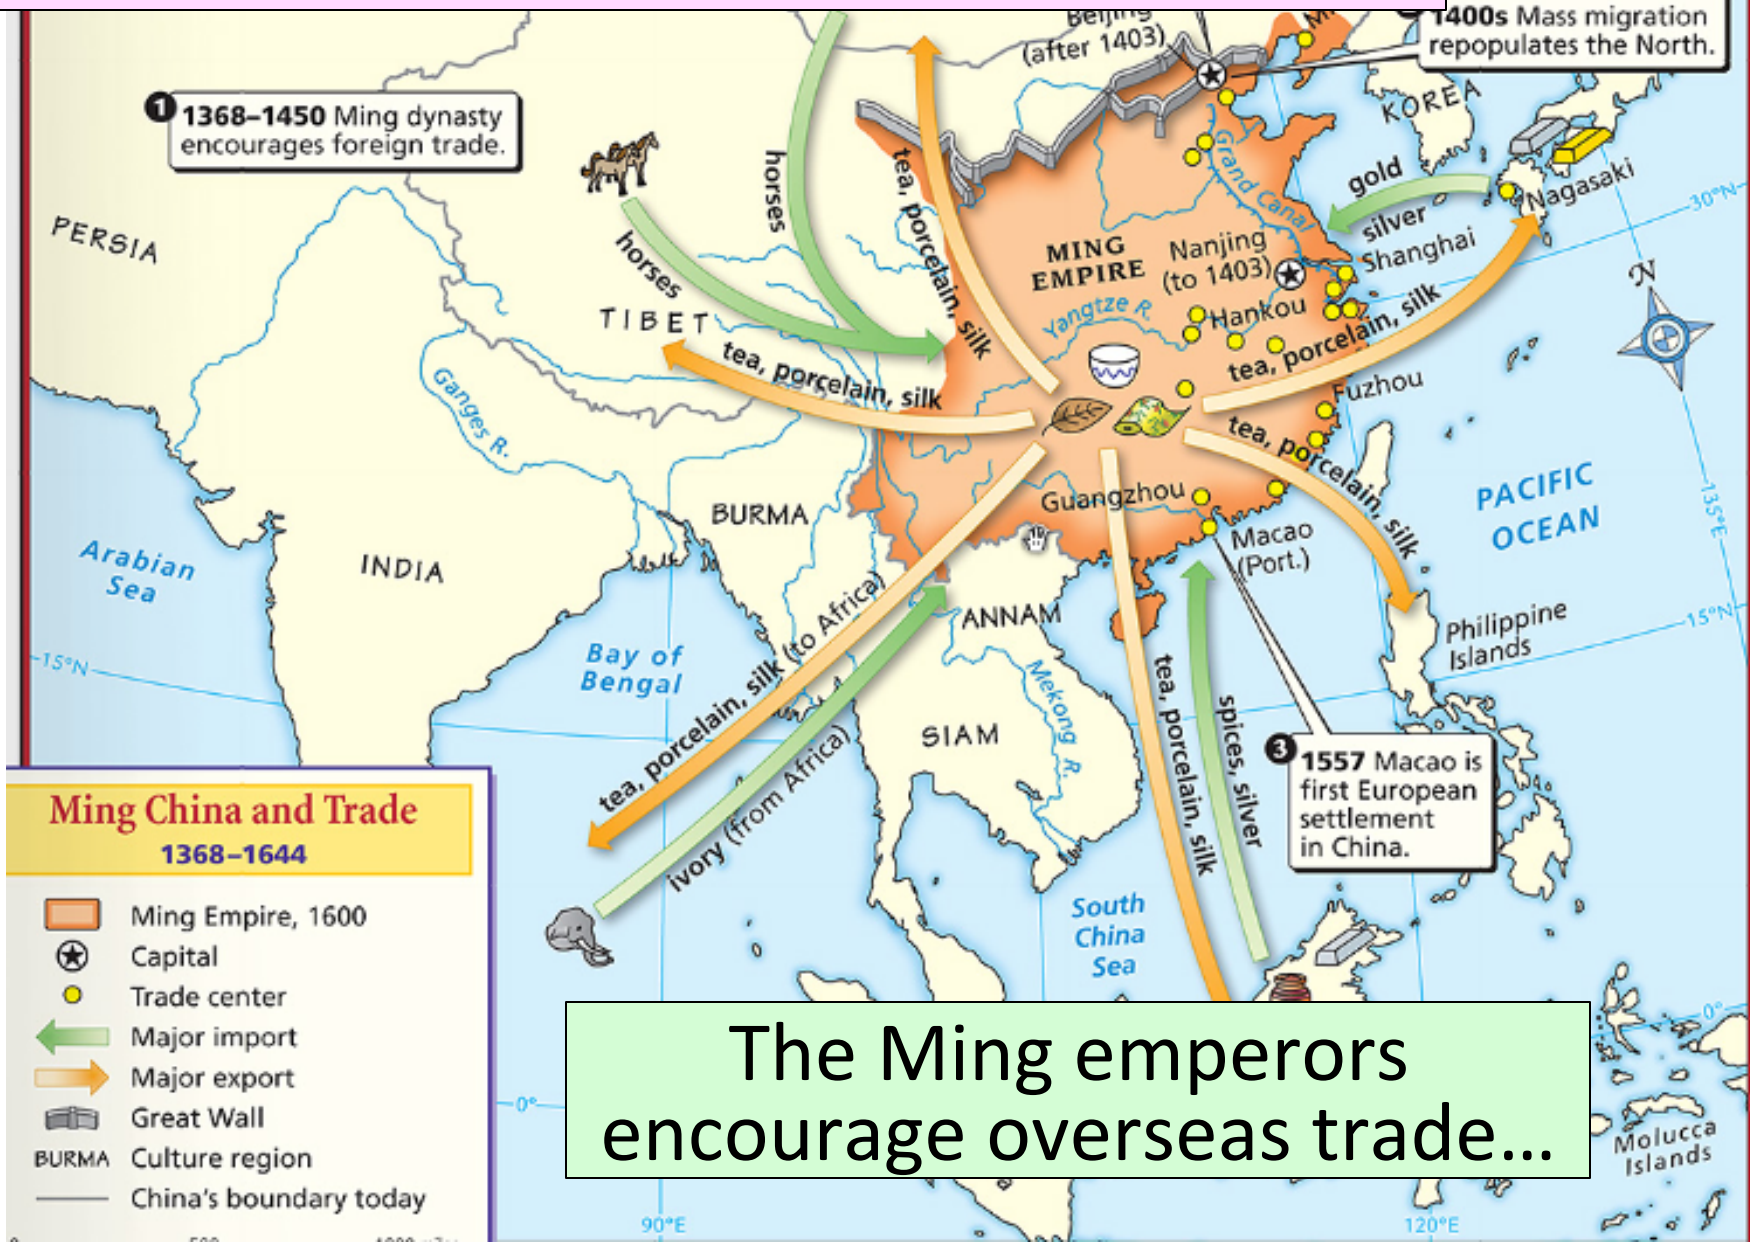 Beijing
(after 1403)
1400s Mass migration
repopulates the North.
1 1368–1450 Ming dynasty
encourages foreign trade.
KOREA
horses
tea, porcelain, silk
Grand Canal
gold
silver
Nagasaki
30°N
PERSIA
horses
MING
EMPIRE
Nanjing
(to 1403)
Shanghai
N
TIBET
Yangtze R.
Hankou
tea, porcelain, silk
tea, porcelain, silk
Ganges R.
Fuzhou
tea, porcelain, silk
PACIFIC
OCEAN
135°E
BURMA
Guangzhou
Macao
(Port.)
Arabian
Sea
INDIA
ANNAM
Philippine
Islands
15°N
15°N
Bay of
Bengal
tea, porcelain, silk (to Africa)
ivory (from Africa)
Mekong R.
SIAM
tea, porcelain, silk
spices, silver
3 1557 Macao is
first European
settlement
in China.
South
China
Sea
Ming China and Trade
1368–1644
Ming Empire, 1600
Capital
Trade center
Major import
Major export
Great Wall
BURMA Culture region
China's boundary today
The Ming emperors
encourage overseas trade…
0°
0°
Molucca
Islands
90°E
120°E